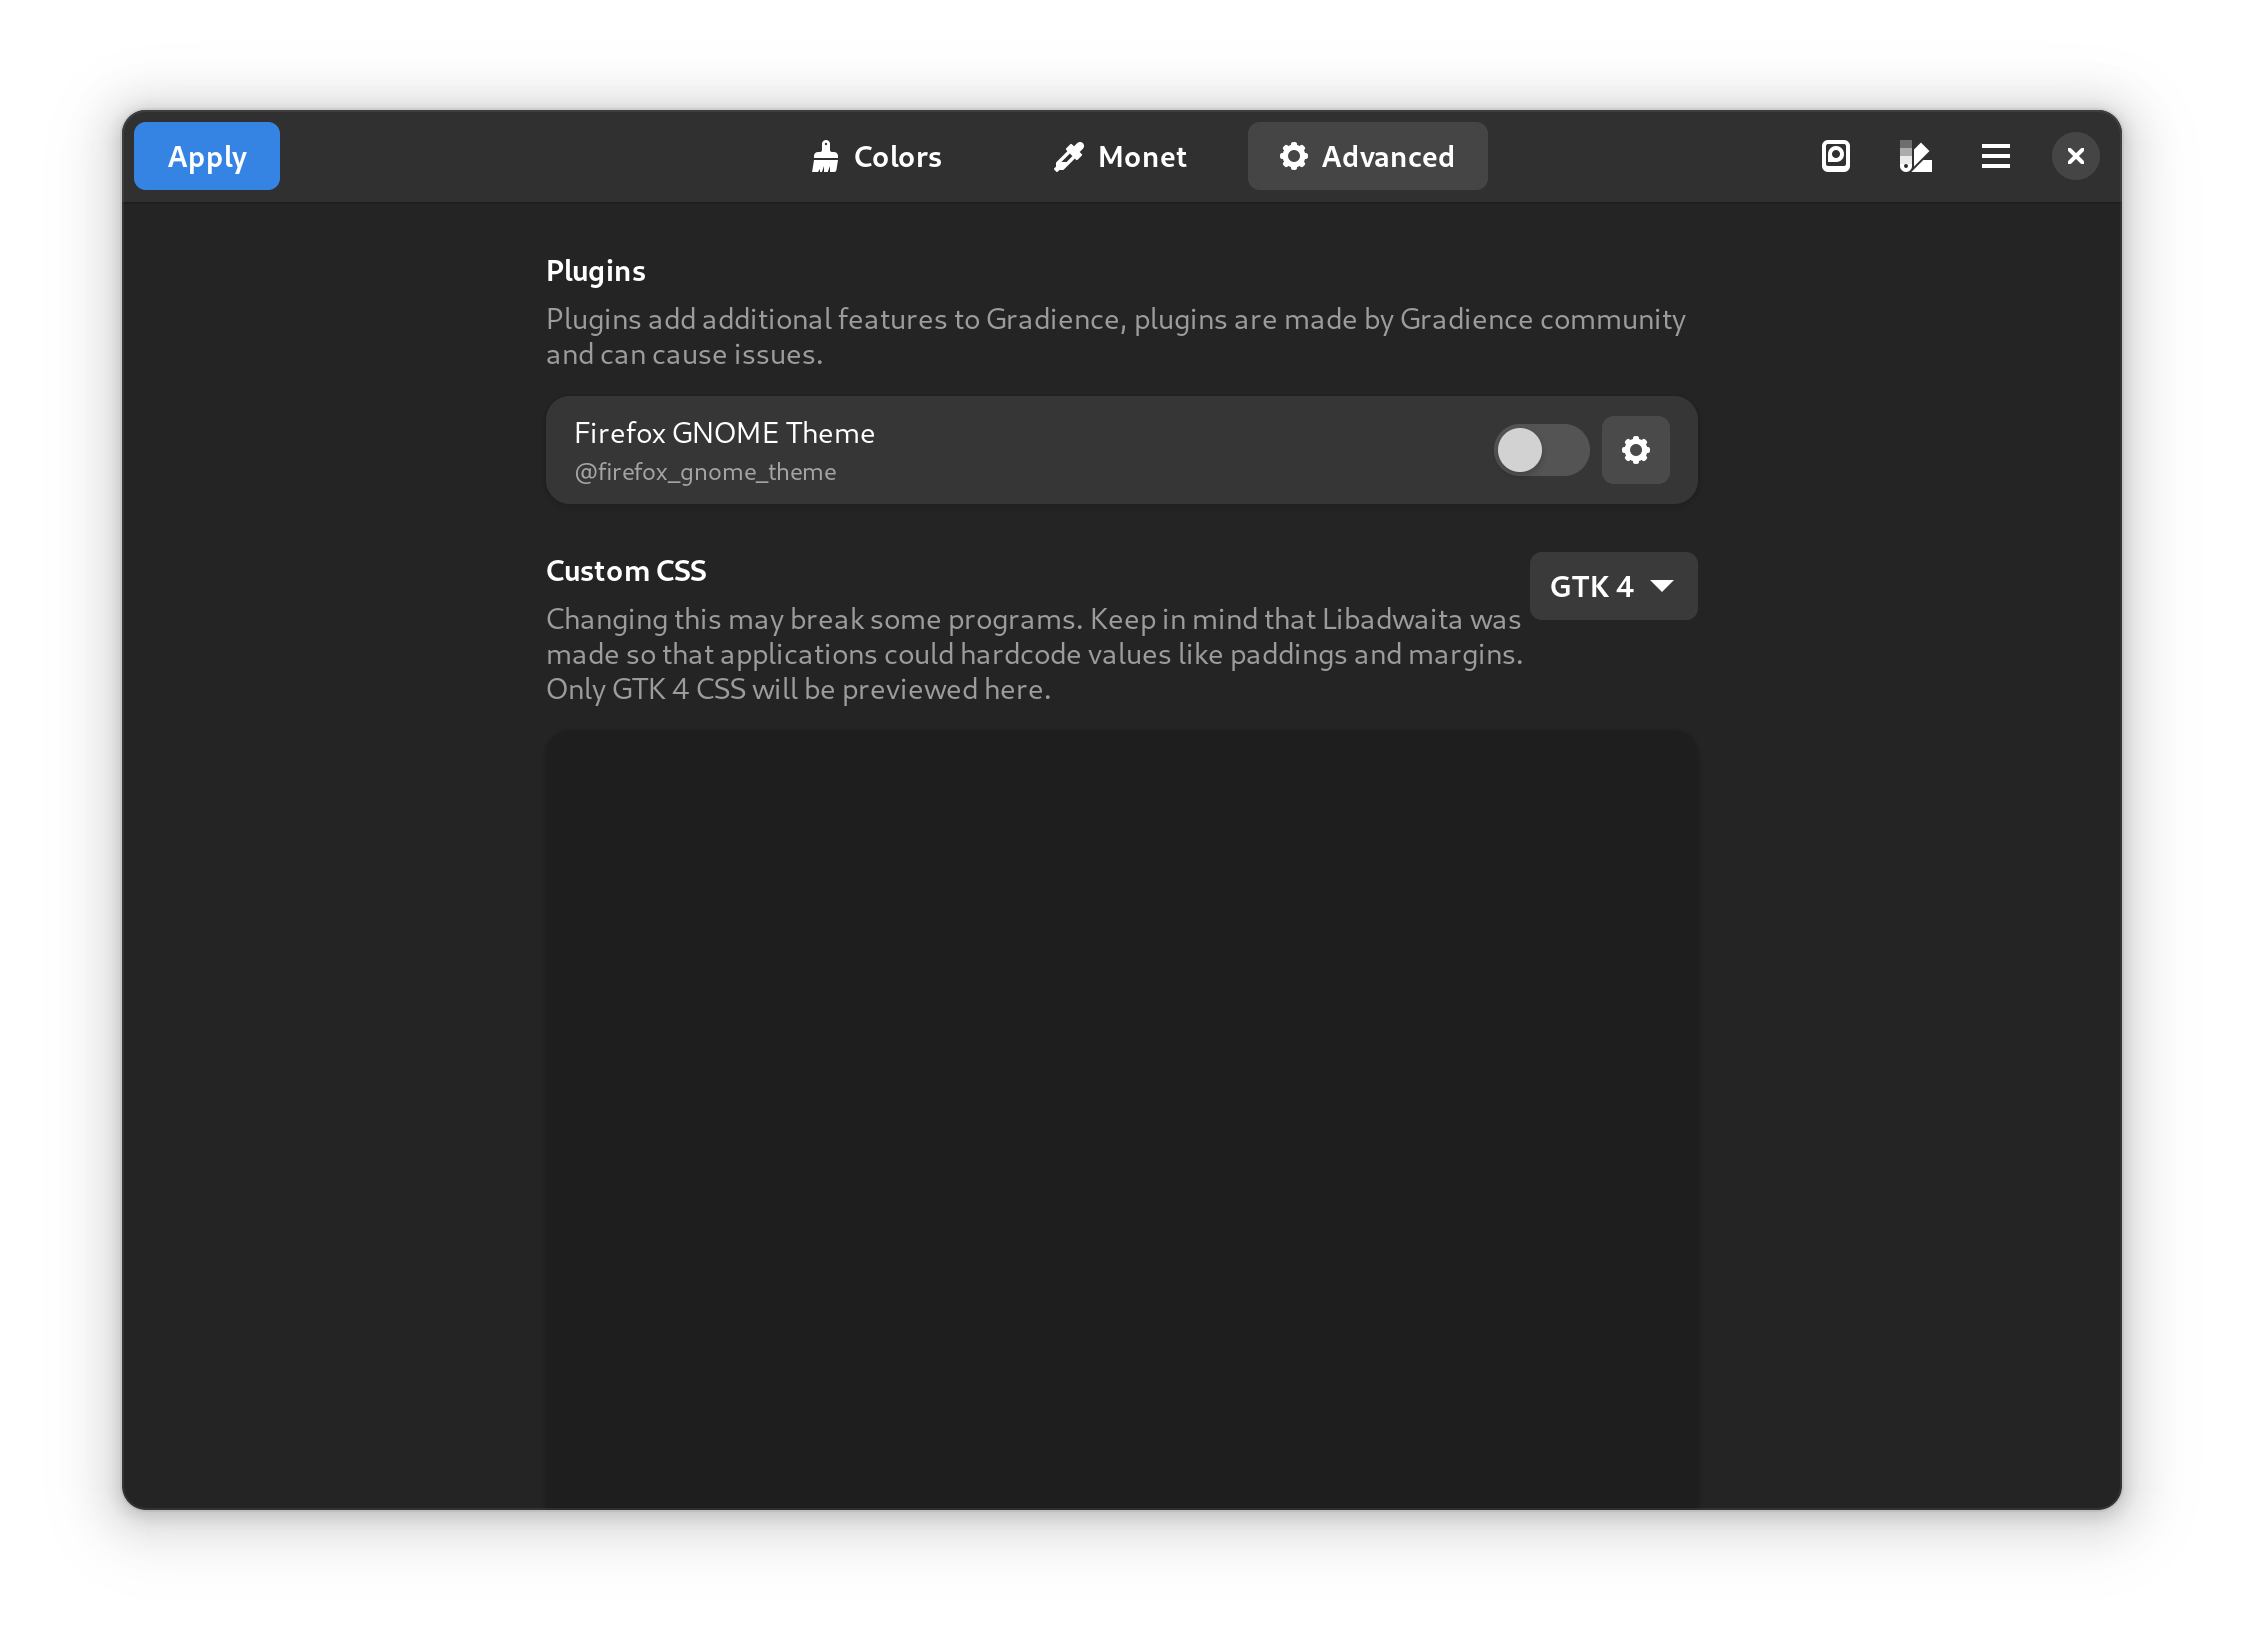 Apply
Colors
Monet
Advanced
Plugins
Plugins add additional features to Gradience, plugins are made by Gradience community
and can cause issues.
Firefox GNOME Theme
@firefox_gnome_theme
Custom CSS
GTK 4
Changing this may break some programs. Keep in mind that Libadwaita was
made so that applications could hardcode values like paddings and margins.
Only GTK 4 CSS will be previewed here.